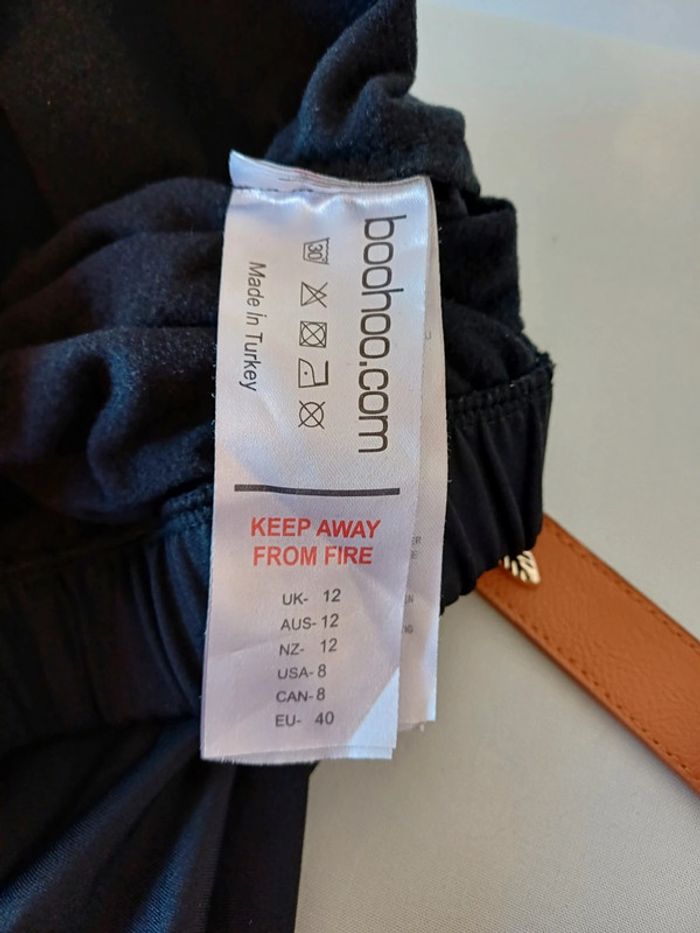 boohoo.com
30
Made in Turkey
KEEP AWAY
FROM FIRE
UK- 12
AUS- 12
NZ- 12
USA- 8
CAN- 8
EU- 40